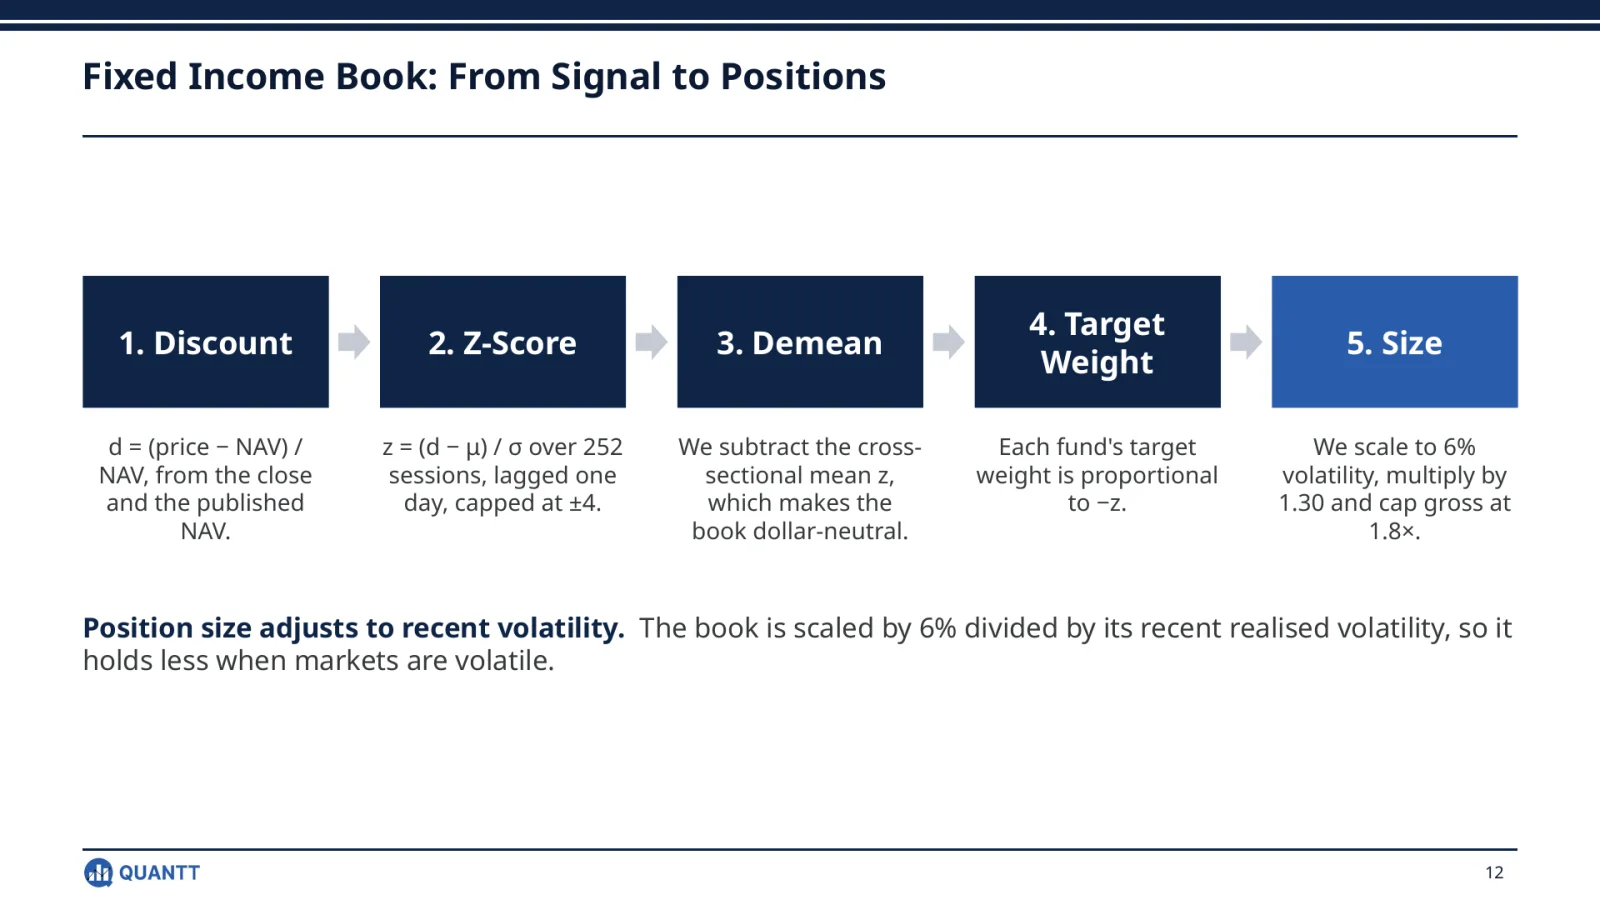 Fixed Income Book: From Signal to Positions
1. Discount
2. Z-Score
3. Demean
4. Target
Weight
5. Size
d = (price − NAV) /
NAV, from the close
and the published
NAV.
z = (d − μ) / σ over 252
sessions, lagged one
day, capped at ±4.
We subtract the cross-
sectional mean z,
which makes the
book dollar-neutral.
Each fund's target
weight is proportional
to −z.
We scale to 6%
volatility, multiply by
1.30 and cap gross at
1.8×.
Position size adjusts to recent volatility. The book is scaled by 6% divided by its recent realised volatility, so it
holds less when markets are volatile.
QUANTT
12